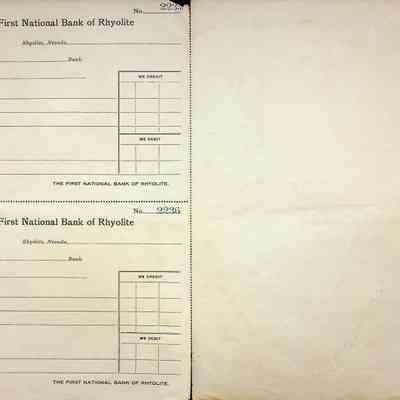 No. 2235
First National Bank of Rhyolite
Rhyolite, Nevada,
Bank
WE CREDIT
WE DEBIT
THE FIRST NATIONAL BANK OF RHYOLITE.
No. 2236
First National Bank of Rhyolite
Rhyolite, Nevada,
Bank
WE CREDIT
WE DEBIT
THE FIRST NATIONAL BANK OF RHYOLITE.